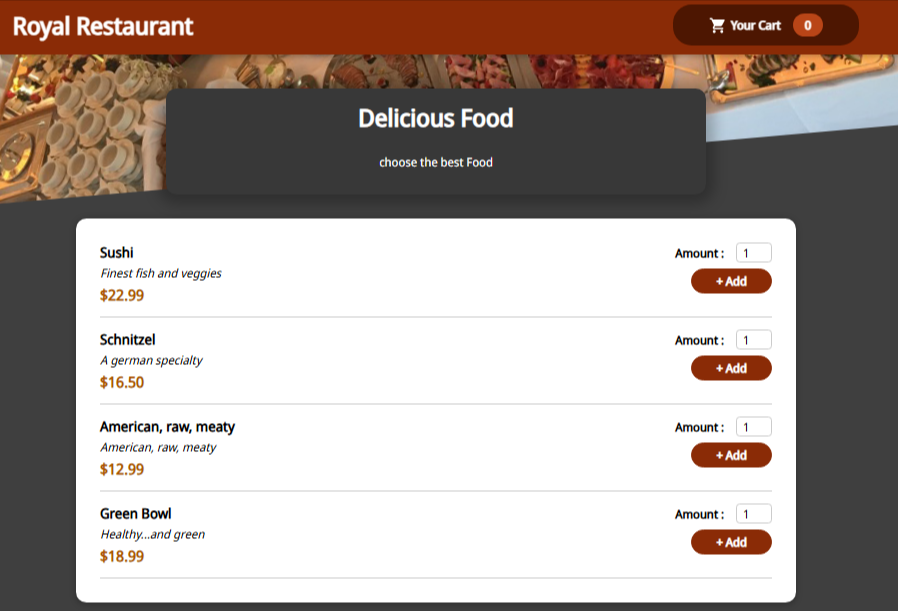 Royal Restaurant
Your Cart 0
Delicious Food
choose the best Food
Sushi
Finest fish and veggies
$22.99
Amount : 1
+ Add
Schnitzel
A german specialty
$16.50
Amount : 1
+ Add
American, raw, meaty
American, raw, meaty
$12.99
Amount : 1
+ Add
Green Bowl
Healthy...and green
$18.99
Amount : 1
+ Add